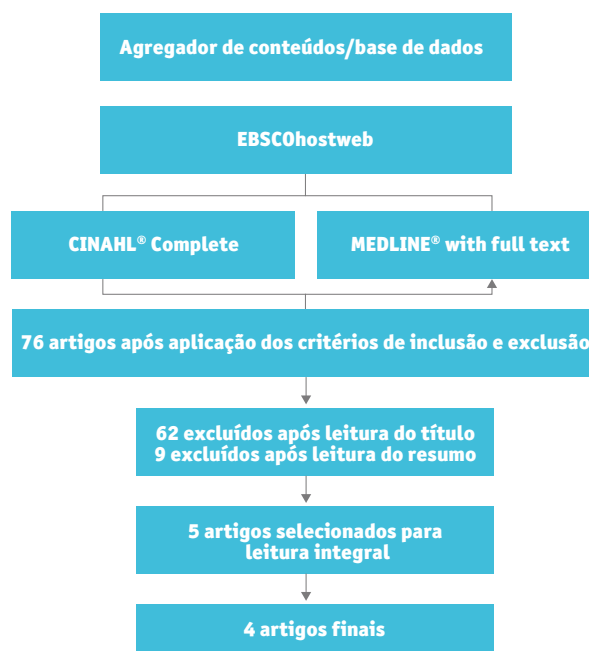 Agregador de conteúdos/base de dados
EBSCOhostweb
CINAHL® Complete
MEDLINE® with full text
76 artigos após aplicação dos critérios de inclusão e exclusão
62 excluídos após leitura do título
9 excluídos após leitura do resumo
5 artigos selecionados para
leitura integral
4 artigos finais